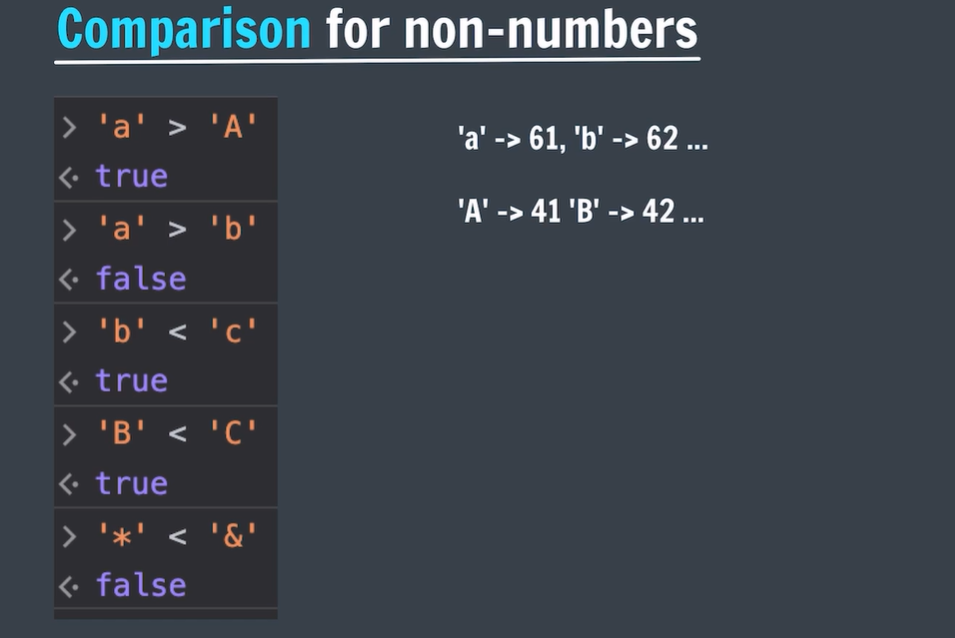 Comparison for non-numbers
> 'a' > 'A'
<· true
> 'a' > 'b'
<· false
> 'b' < 'c'
<· true
> 'B' < 'C'
<· true
> '*' < '&'
<· false
'a' -> 61, 'b' -> 62 ...
'A' -> 41 'B' -> 42 ...